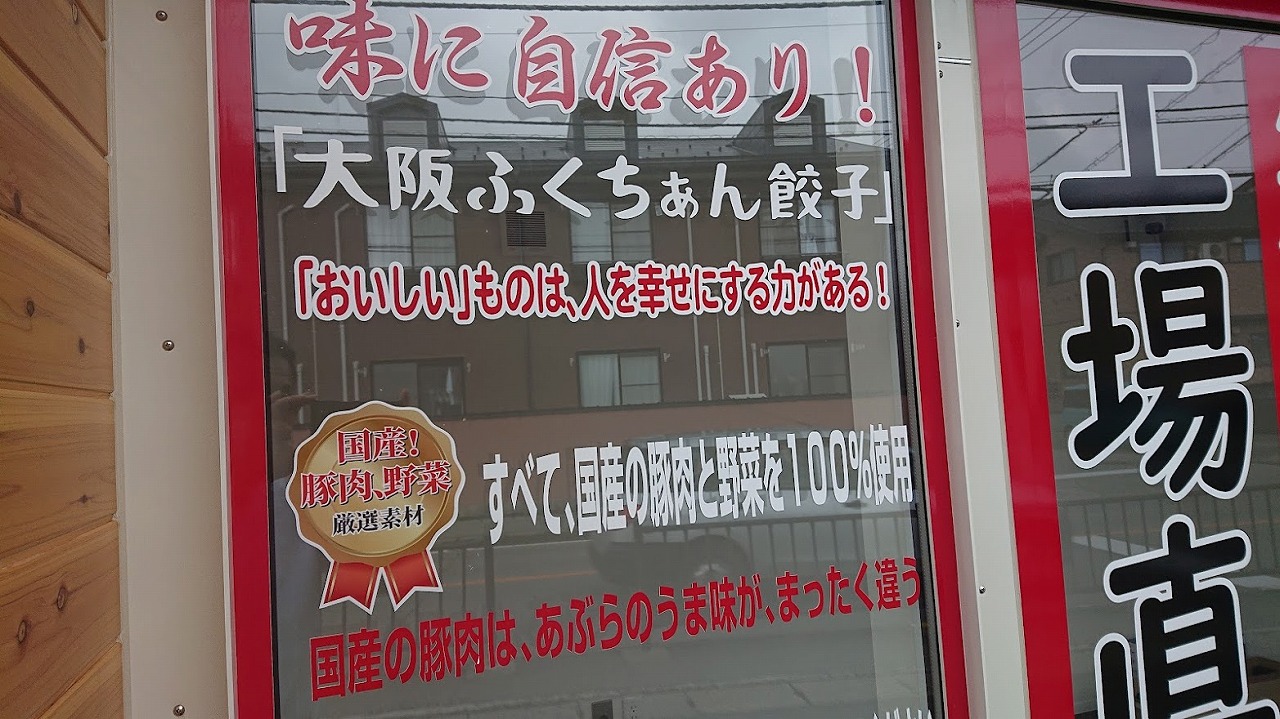 味に自信あり！
「大阪ふくちぁん餃子」
「おいしい」ものは、人を幸せにする力がある！
国産！
豚肉、野菜
厳選素材
すべて、国産の豚肉と野菜を100％使用
国産の豚肉は、あぶらのうま味が、まったく違う
工場直